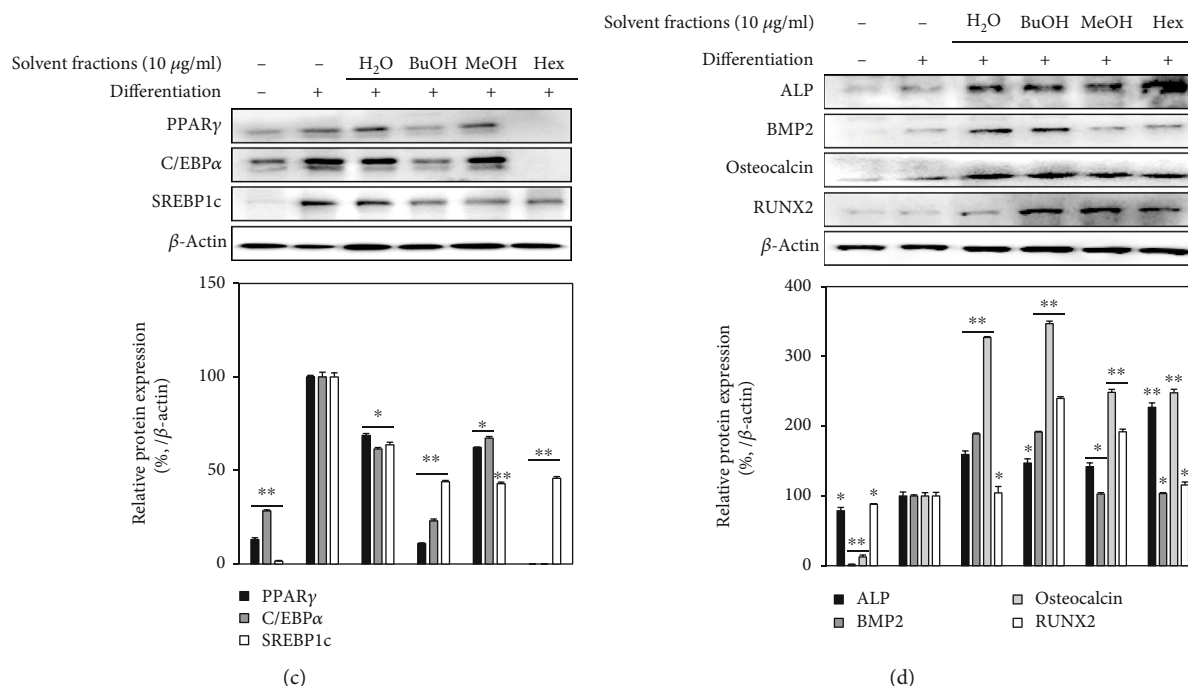 Solvent fractions (10 μg/ml) – – H₂O BuOH MeOH Hex
Differentiation – + + + + +
PPARγ
C/EBPα
SREBP1c
β-Actin
Relative protein expression
(%, /β-actin)
150
100
50
0
** * ** * ** **
PPARγ
C/EBPα
SREBP1c
(c)
Solvent fractions (10 μg/ml) – – H₂O BuOH MeOH Hex
Differentiation – + + + + +
ALP
BMP2
Osteocalcin
RUNX2
β-Actin
Relative protein expression
(%, /β-actin)
400
300
200
100
0
* ** * ** * * ** * ** ** * ** *
ALP
BMP2
Osteocalcin
RUNX2
(d)